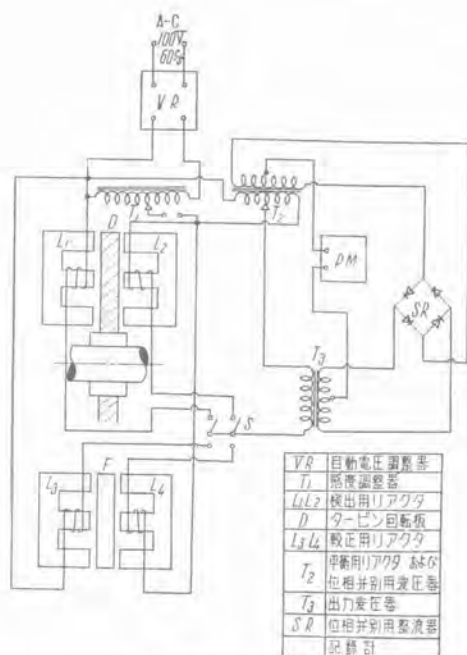 A-C
100V
60~
VR
T₁
T₂
D
L₁
L₂
DM
SR
T₃
S
F
L₃
L₄
VR 自動電圧調整器
T₁ 感度調整器
L₁L₂ 検出用リアクタ
D タービン回転板
L₃L₄ 較正用リアクタ
T₂ 平衡用リアクタ および
位相弁別用変圧器
T₃ 出力変圧器
SR 位相弁別用整流器
記録計